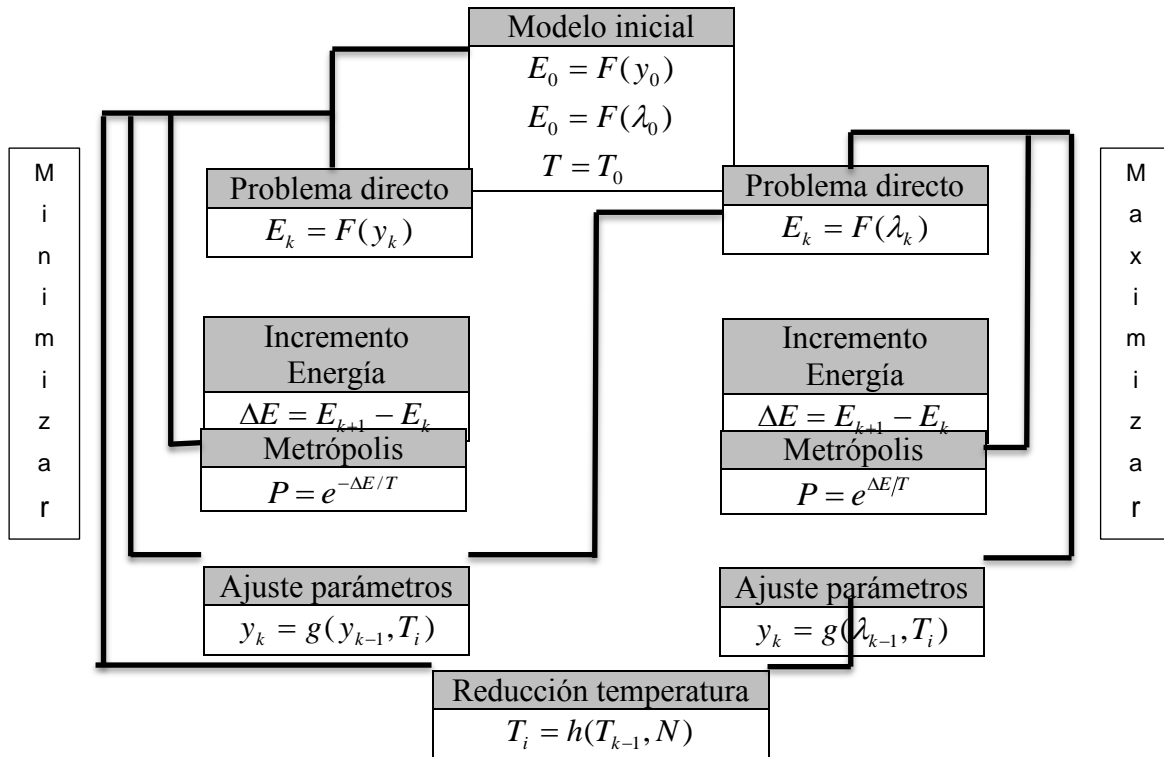 Modelo inicial
E_0 = F(y_0)
E_0 = F(λ_0)
T = T_0
Minimizar
Problema directo
E_k = F(y_k)
Incremento
Energía
ΔE = E_{k+1} − E_k
Metrópolis
P = e^{−ΔE/T}
Ajuste parámetros
y_k = g(y_{k−1}, T_i)
Problema directo
E_k = F(λ_k)
Incremento
Energía
ΔE = E_{k+1} − E_k
Metrópolis
P = e^{ΔE/T}
Ajuste parámetros
y_k = g(λ_{k−1}, T_i)
Maximizar
Reducción temperatura
T_i = h(T_{k−1}, N)